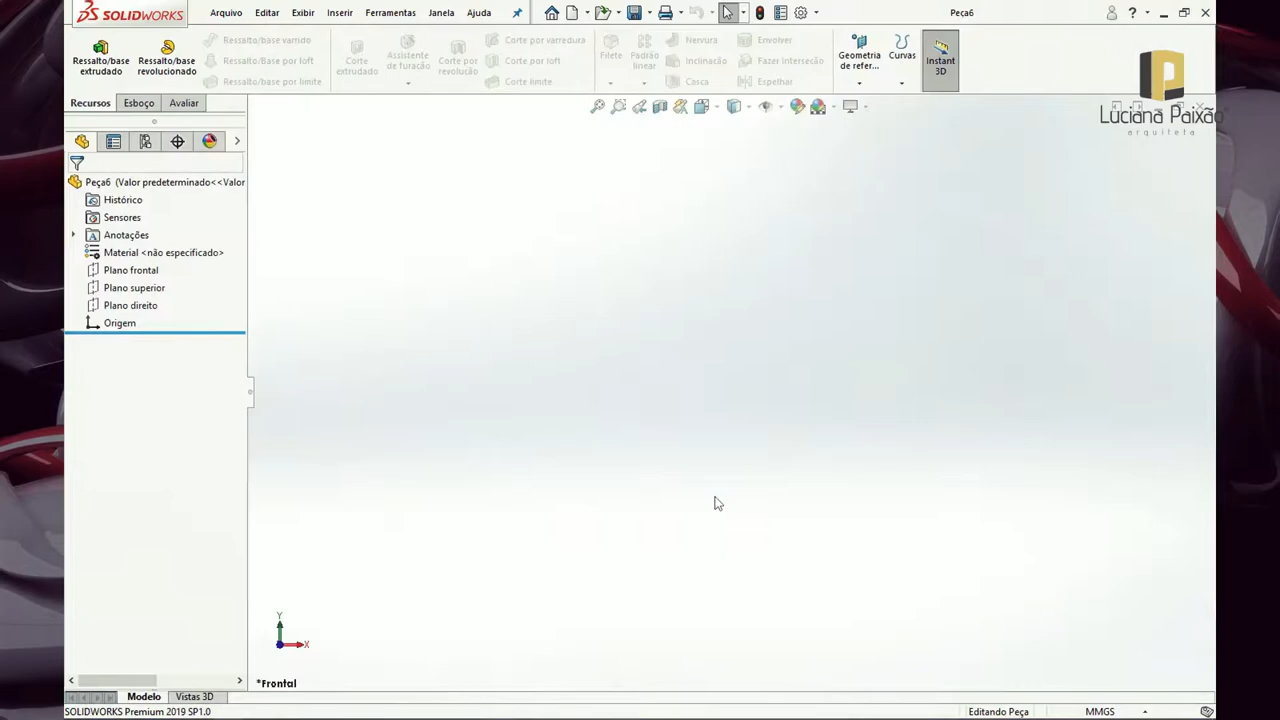 SOLIDWORKS Arquivo Editar Exibir Inserir Ferramentas Janela Ajuda Peça6 ?
Ressalto/base extrudado
Ressalto/base revolucionado
Ressalto/base varrido
Ressalto/base por loft
Ressalto/base por limite
Corte extrudado
Assistente de furação
Corte por revolução
Corte por varredura
Corte por loft
Corte limite
Filete
Padrão linear
Nervura
Inclinação
Casca
Envolver
Fazer interseção
Espelhar
Geometria de refer...
Curvas
Instant 3D
Recursos Esboço Avaliar
Luciana Paixão
arquiteta
Peça6 (Valor predeterminado<<Valor
Histórico
Sensores
Anotações
Material <não especificado>
Plano frontal
Plano superior
Plano direito
Origem
Y
X
*Frontal
Modelo Vistas 3D
SOLIDWORKS Premium 2019 SP1.0 Editando Peça MMGS